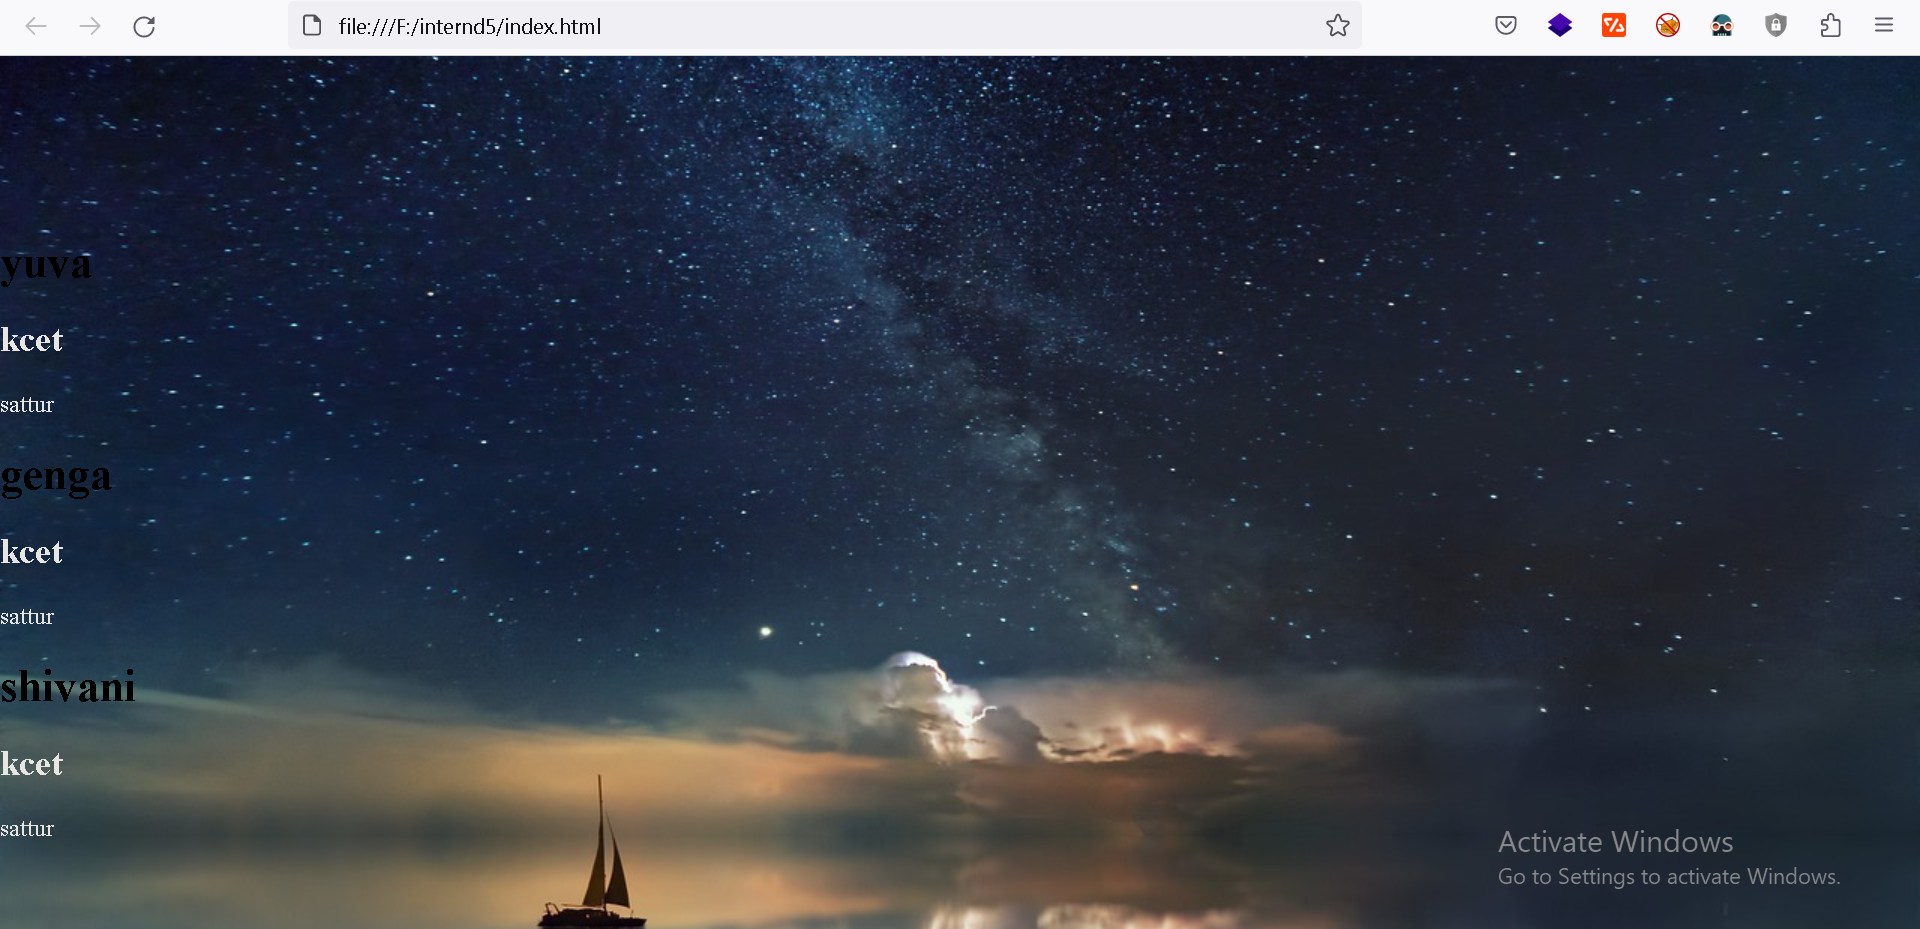 file:///F:/internd5/index.html
yuva
kcet
sattur
genga
kcet
sattur
shivani
kcet
sattur
Activate Windows
Go to Settings to activate Windows.